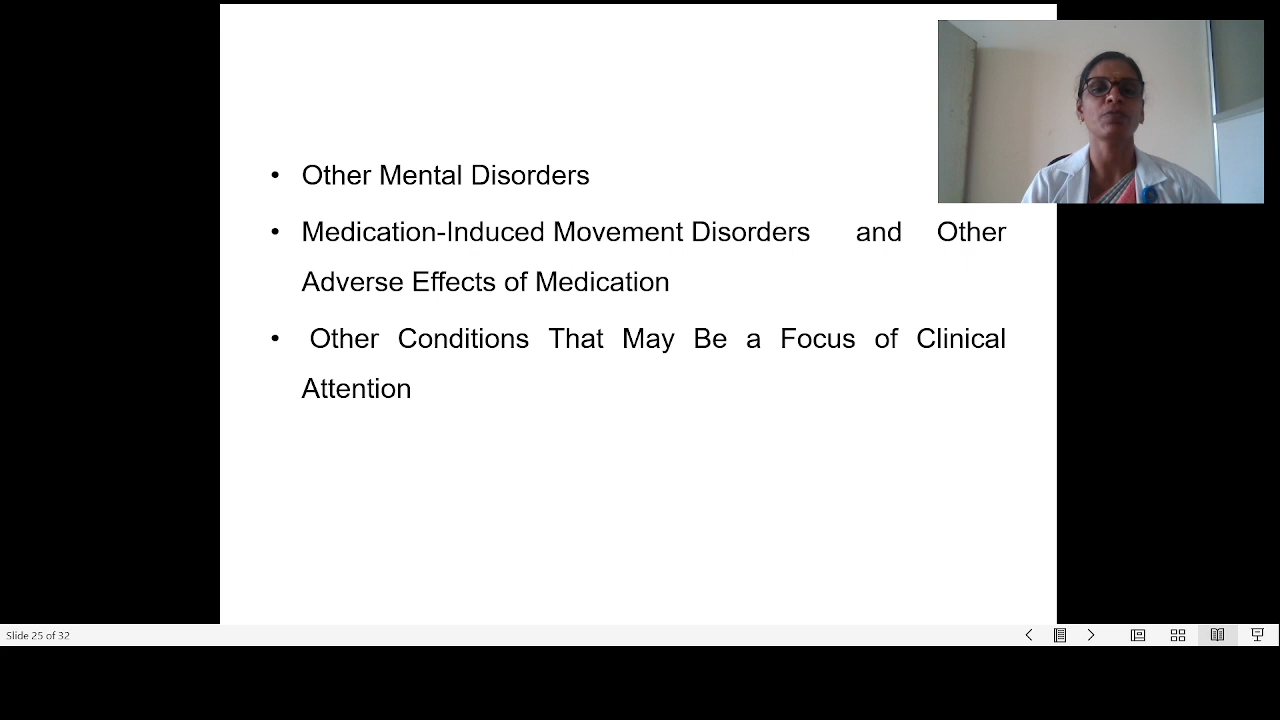 • Other Mental Disorders
• Medication-Induced Movement Disorders and Other
Adverse Effects of Medication
• Other Conditions That May Be a Focus of Clinical
Attention
Slide 25 of 32